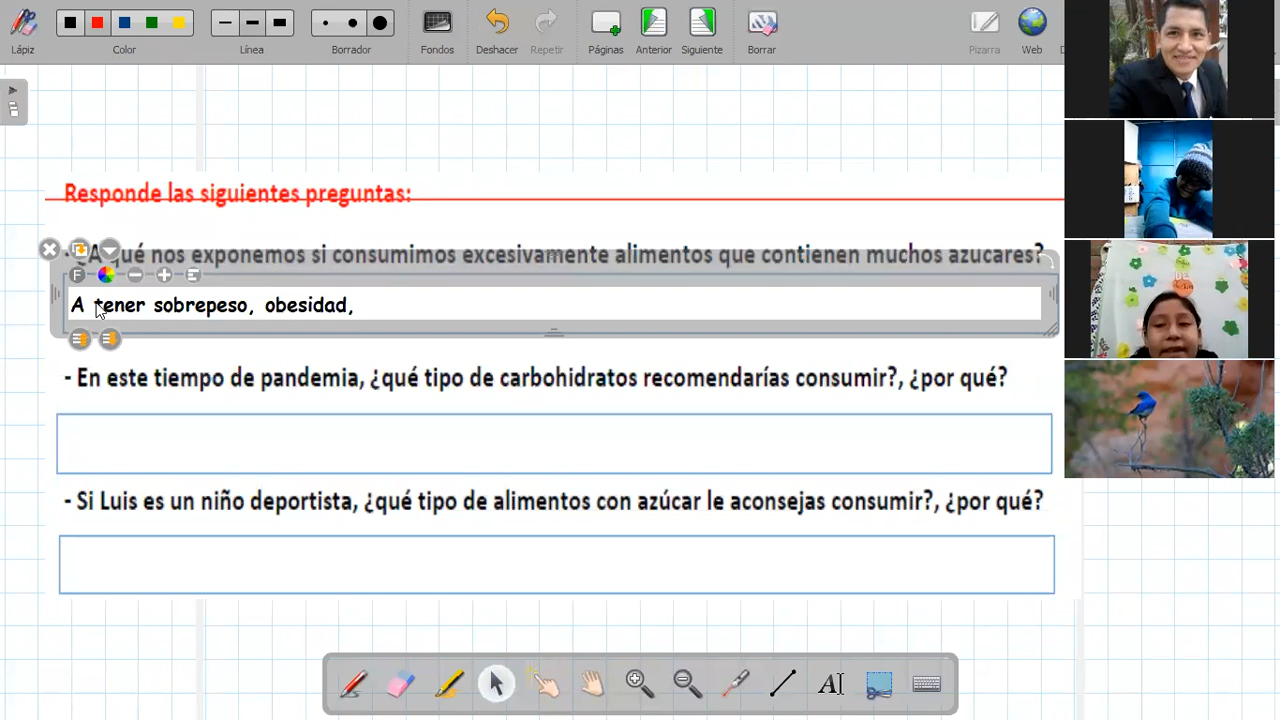 Lápiz
Color
Línea
Borrador
Fondos
Deshacer
Repetir
Páginas
Anterior
Siguiente
Borrar
Pizarra
Web
Responde las siguientes preguntas:
- ¿A qué nos exponemos si consumimos excesivamente alimentos que contienen muchos azucares?
F
A tener sobrepeso, obesidad,
- En este tiempo de pandemia, ¿qué tipo de carbohidratos recomendarías consumir?, ¿por qué?
- Si Luis es un niño deportista, ¿qué tipo de alimentos con azúcar le aconsejas consumir?, ¿por qué?
A